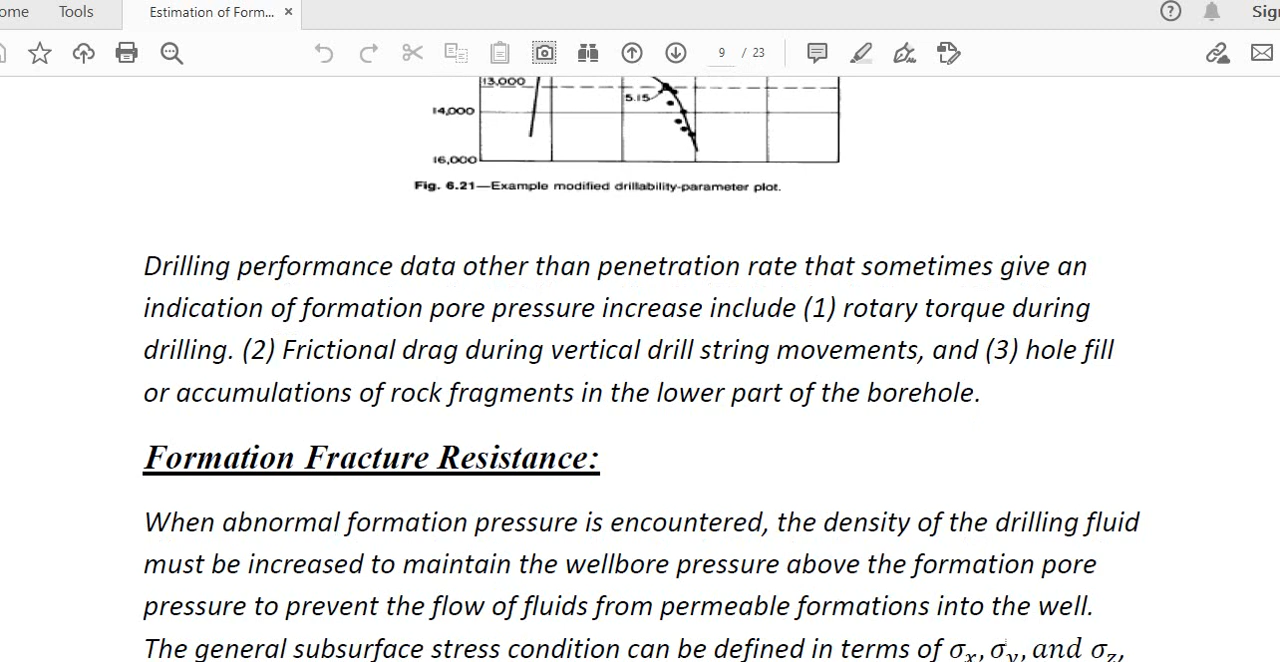 ome Tools Estimation of Form... × Sig
9 / 23
13,000
5.15
14,000
16,000
Fig. 6.21—Example modified drillability-parameter plot.
Drilling performance data other than penetration rate that sometimes give an
indication of formation pore pressure increase include (1) rotary torque during
drilling. (2) Frictional drag during vertical drill string movements, and (3) hole fill
or accumulations of rock fragments in the lower part of the borehole.
Formation Fracture Resistance:
When abnormal formation pressure is encountered, the density of the drilling fluid
must be increased to maintain the wellbore pressure above the formation pore
pressure to prevent the flow of fluids from permeable formations into the well.
The general subsurface stress condition can be defined in terms of σx, σy, and σz,